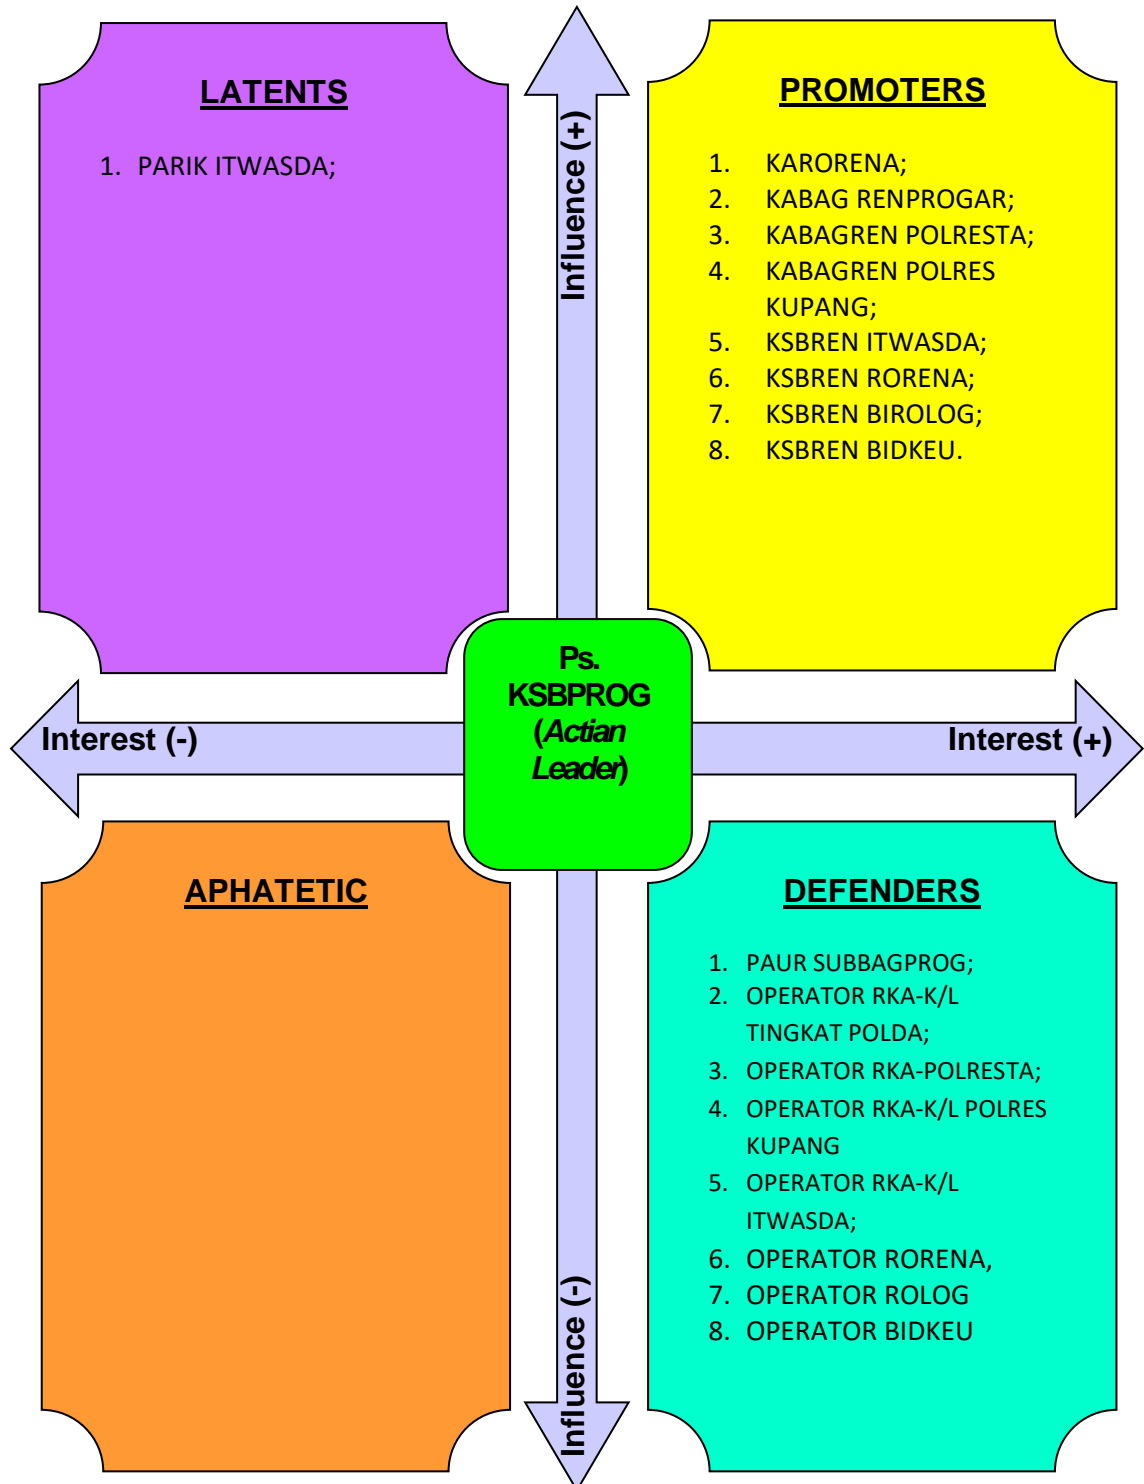 LATENTS
1. PARIK ITWASDA;
Influence (+)
PROMOTERS
1. KARORENA;
2. KABAG RENPROGAR;
3. KABAGREN POLRESTA;
4. KABAGREN POLRES
KUPANG;
5. KSBREN ITWASDA;
6. KSBREN RORENA;
7. KSBREN BIROLOG;
8. KSBREN BIDKEU.
Interest (-)
Ps.
KSBPROG
(Actian
Leader)
Interest (+)
APHATETIC
Influence (-)
DEFENDERS
1. PAUR SUBBAGPROG;
2. OPERATOR RKA-K/L
TINGKAT POLDA;
3. OPERATOR RKA-POLRESTA;
4. OPERATOR RKA-K/L POLRES
KUPANG
5. OPERATOR RKA-K/L
ITWASDA;
6. OPERATOR RORENA,
7. OPERATOR ROLOG
8. OPERATOR BIDKEU